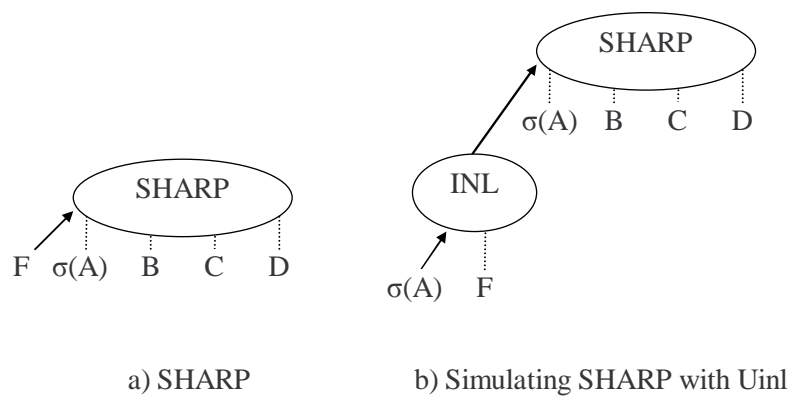 SHARP
σ(A) B C D
INL
σ(A) F
SHARP
F σ(A) B C D
a) SHARP
b) Simulating SHARP with Uinl